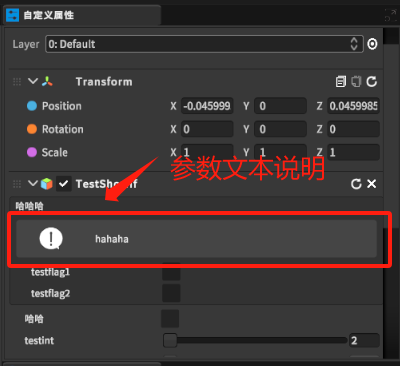 自定义属性
Layer 0: Default
Transform
Position X -0.045999 Y 0 Z 0.0459985
Rotation X 0 Y 0 Z 0
Scale X 1 Y 1 Z 1
参数文本说明
哈哈哈
hahaha
testflag1
testflag2
哈哈
testint 2